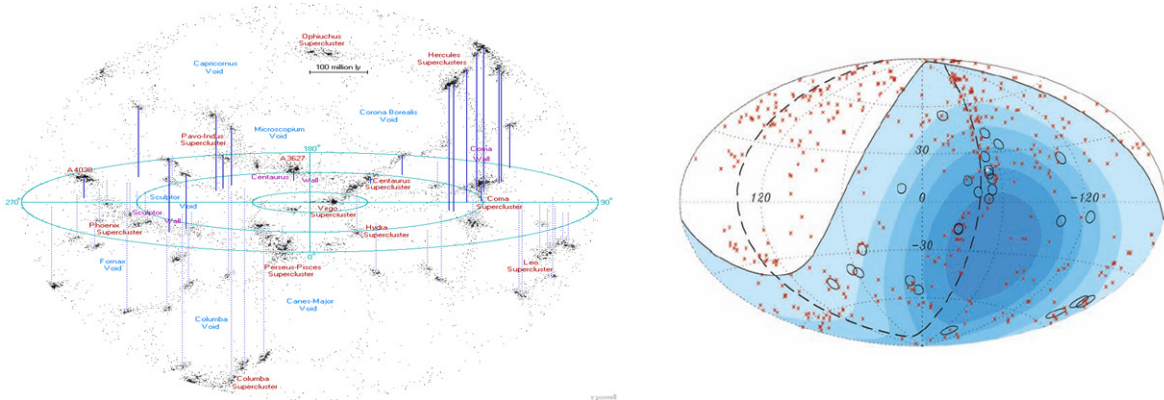 Ophiuchus
Supercluster
Hercules
Superclusters
Capricornus
Void
100 million ly
Corona Borealis
Void
Pavo-Indus
Supercluster
Microscopium
Void
180°
Coma
Wall
A3627
A4038
Centaurus
Wall
Centaurus
Supercluster
Sculptor
Void
270°
90°
Virgo
Supercluster
Coma
Supercluster
Sculptor
Wall
Phoenix
Supercluster
Hydra
Supercluster
0°
Fornax
Void
Perseus-Pisces
Supercluster
Leo
Supercluster
Canes-Major
Void
Columba
Void
Columba
Supercluster
r powell
30
120
0
-120
-30